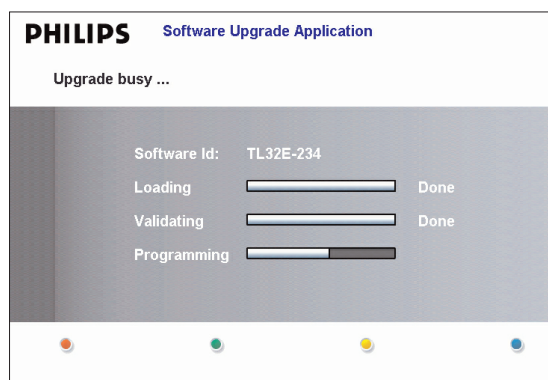 PHILIPS Software Upgrade Application
Upgrade busy ...
Software Id: TL32E-234
Loading Done
Validating Done
Programming